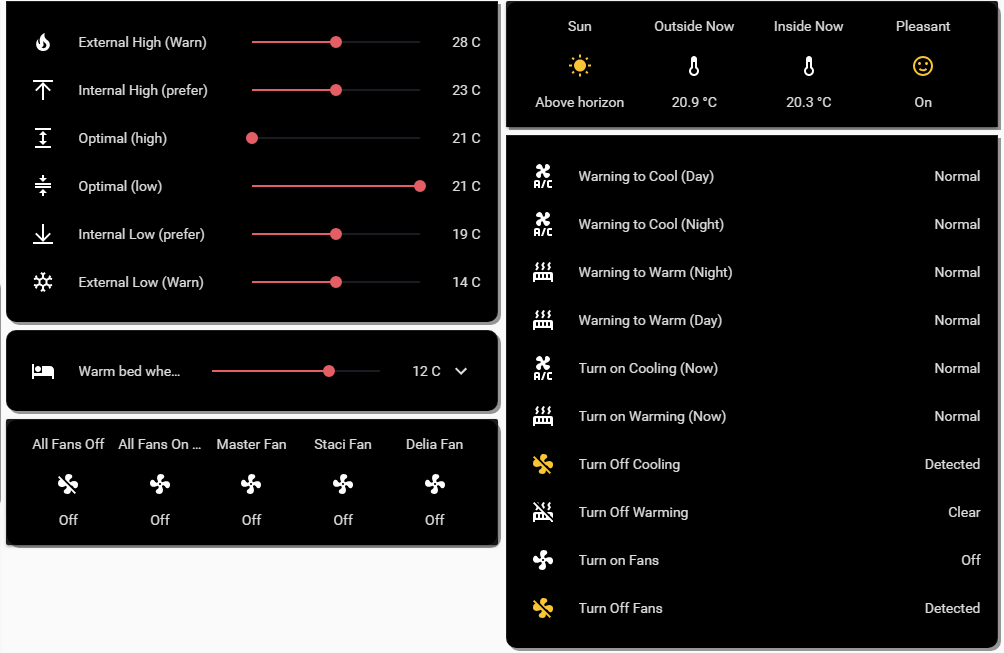 External High (Warn) 28 C
Internal High (prefer) 23 C
Optimal (high) 21 C
Optimal (low) 21 C
Internal Low (prefer) 19 C
External Low (Warn) 14 C
Warm bed whe... 12 C
All Fans Off All Fans On ... Master Fan Staci Fan Delia Fan
Off Off Off Off Off
Sun Outside Now Inside Now Pleasant
Above horizon 20.9 °C 20.3 °C On
A/C Warning to Cool (Day) Normal
A/C Warning to Cool (Night) Normal
Warning to Warm (Night) Normal
Warning to Warm (Day) Normal
A/C Turn on Cooling (Now) Normal
Turn on Warming (Now) Normal
Turn Off Cooling Detected
Turn Off Warming Clear
Turn on Fans Off
Turn Off Fans Detected